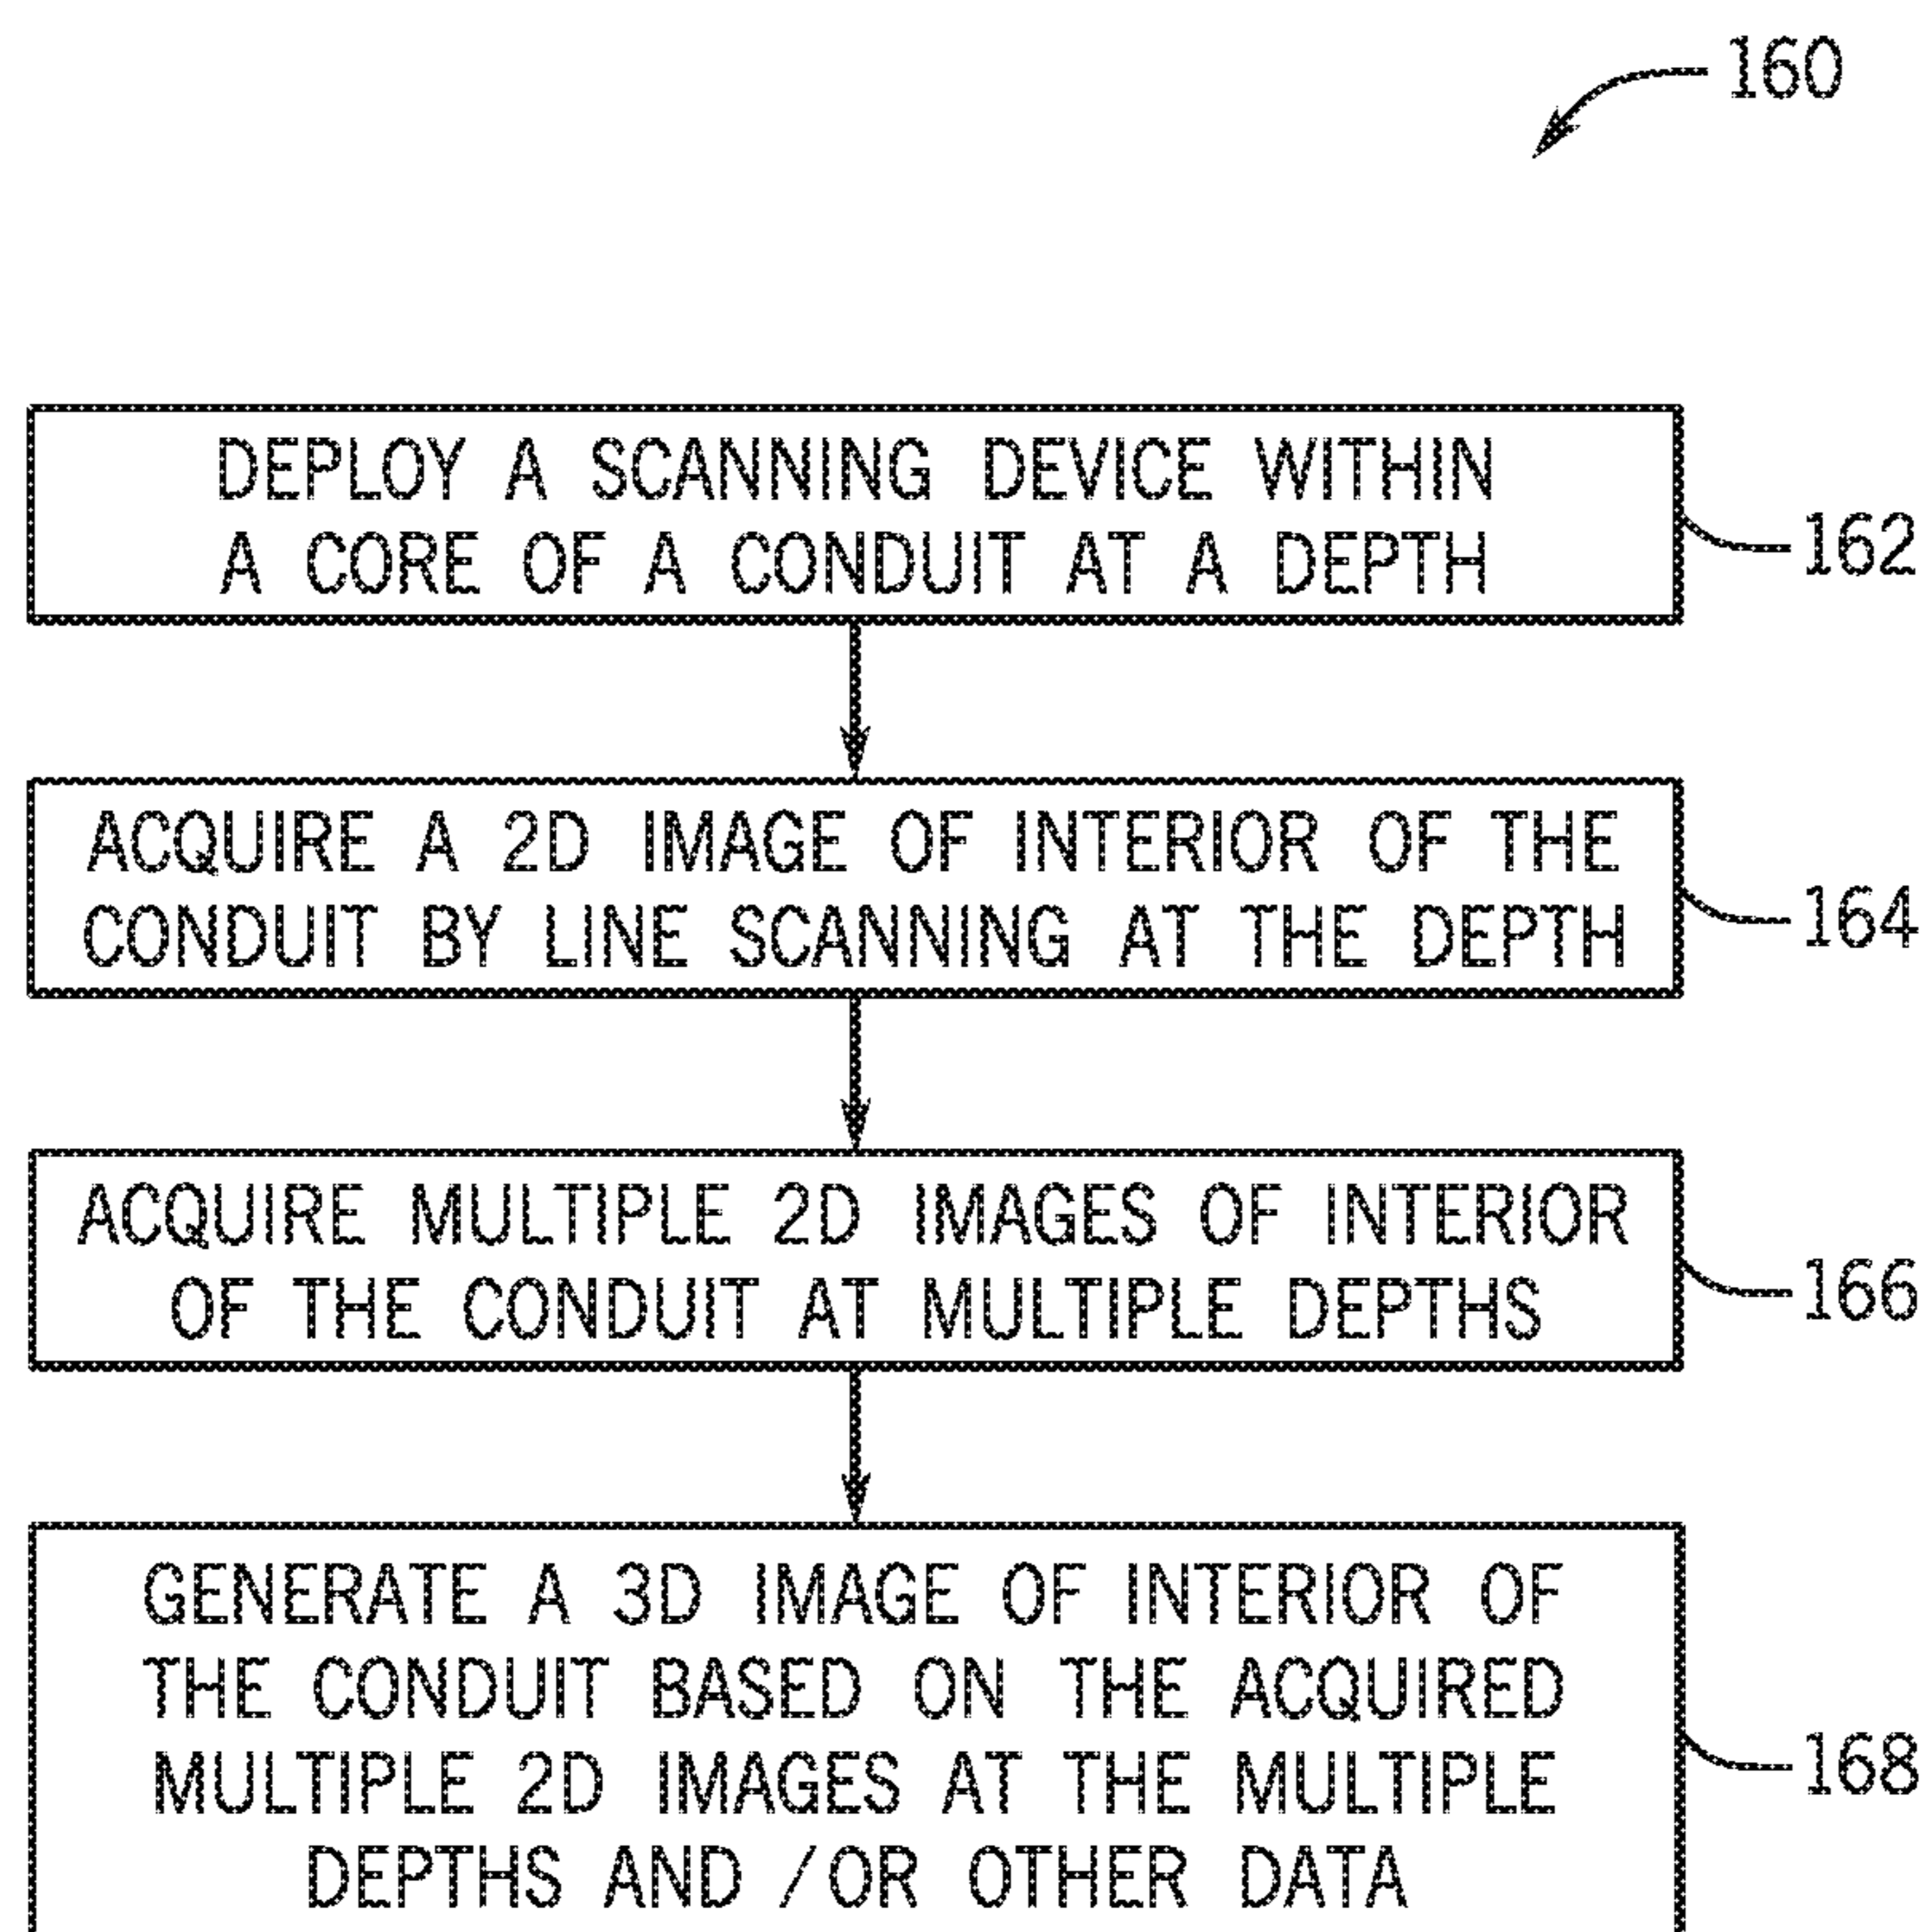 160
DEPLOY A SCANNING DEVICE WITHIN
A CORE OF A CONDUIT AT A DEPTH
162
ACQUIRE A 2D IMAGE OF INTERIOR OF THE
CONDUIT BY LINE SCANNING AT THE DEPTH
164
ACQUIRE MULTIPLE 2D IMAGES OF INTERIOR
OF THE CONDUIT AT MULTIPLE DEPTHS
166
GENERATE A 3D IMAGE OF INTERIOR OF
THE CONDUIT BASED ON THE ACQUIRED
MULTIPLE 2D IMAGES AT THE MULTIPLE
DEPTHS AND /OR OTHER DATA
168